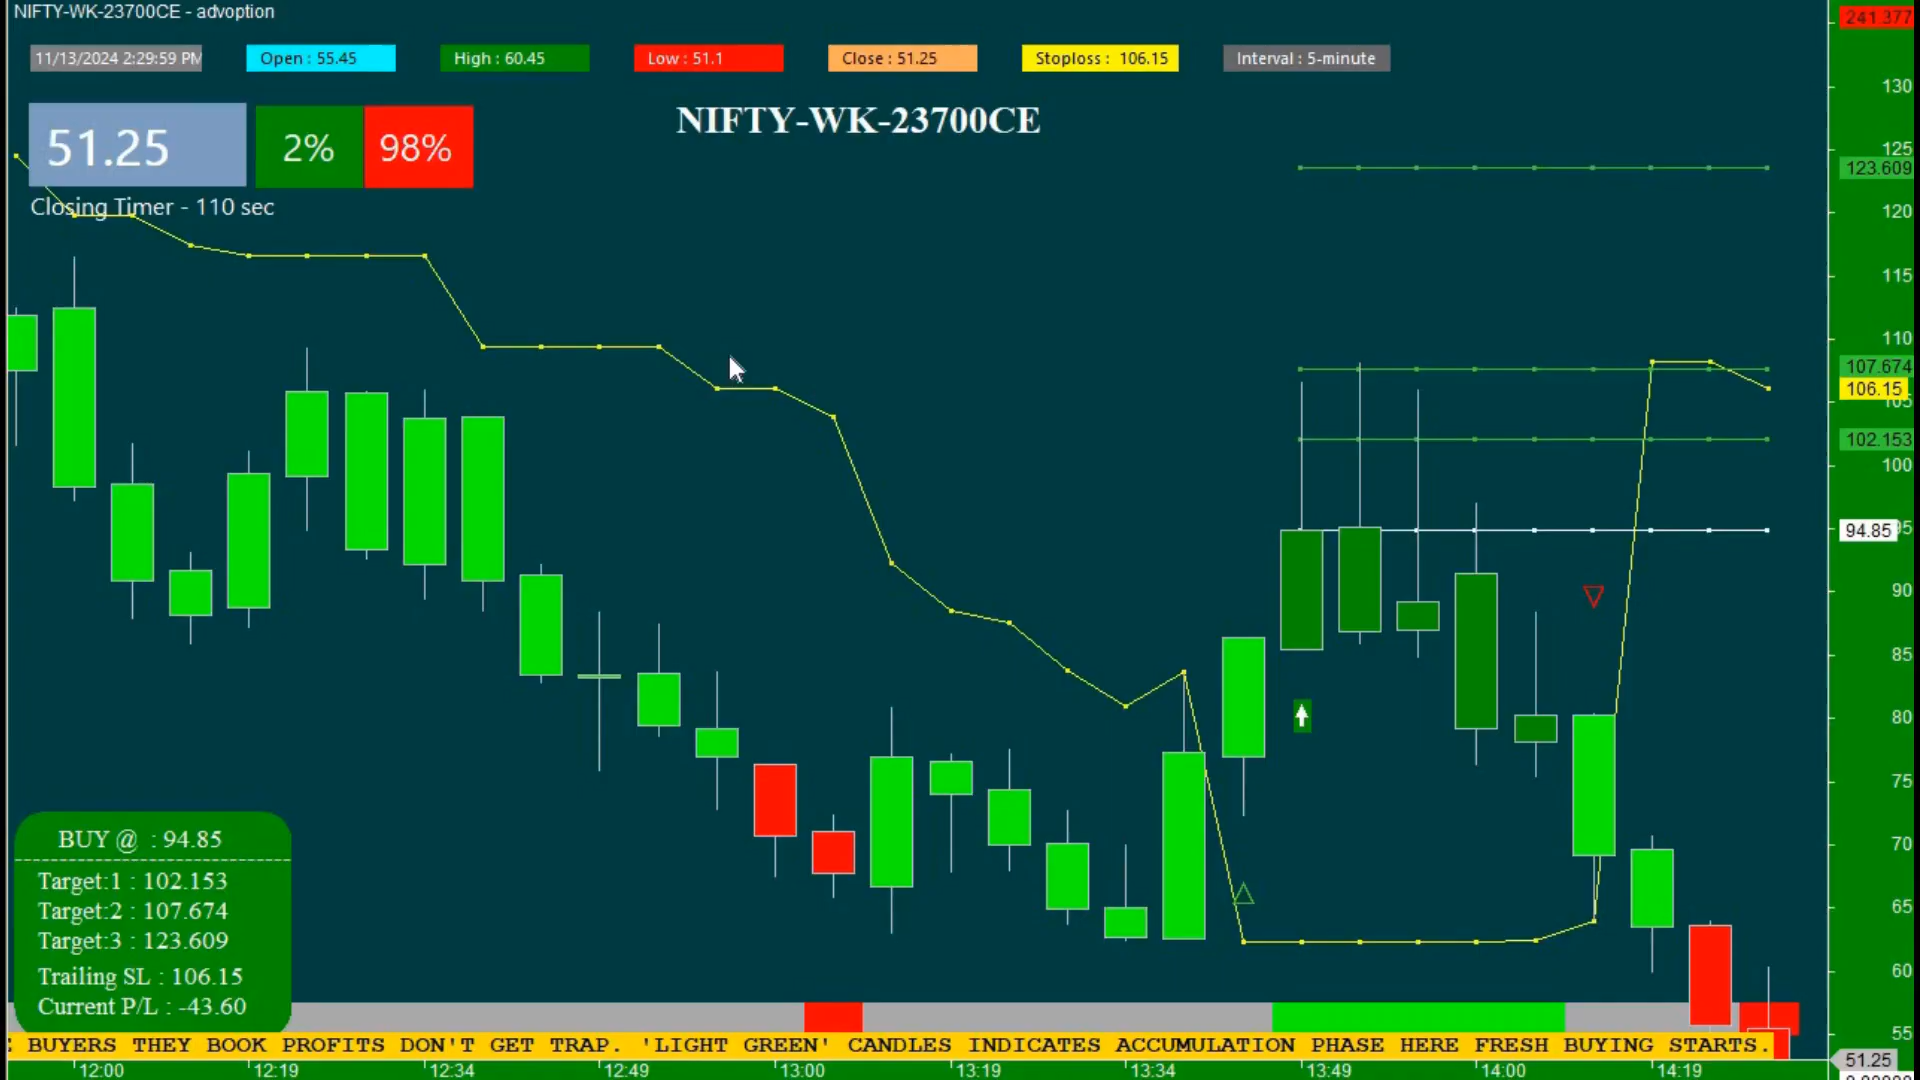 NIFTY-WK-23700CE - advoption
241.377
11/13/2024 2:29:59 PM
Open : 55.45
High : 60.45
Low : 51.1
Close : 51.25
Stoploss : 106.15
Interval : 5-minute
130
51.25
2%
98%
NIFTY-WK-23700CE
125
123.609
Closing Timer - 110 sec
120
115
110
107.674
106.15
105
102.153
100
94.85
95
90
85
80
75
70
65
60
55
BUY @ : 94.85
Target:1 : 102.153
Target:2 : 107.674
Target:3 : 123.609
Trailing SL : 106.15
Current P/L : -43.60
BUYERS THEY BOOK PROFITS DON'T GET TRAP. 'LIGHT GREEN' CANDLES INDICATES ACCUMULATION PHASE HERE FRESH BUYING STARTS.
51.25
12:00
12:19
12:34
12:49
13:00
13:19
13:34
13:49
14:00
14:19